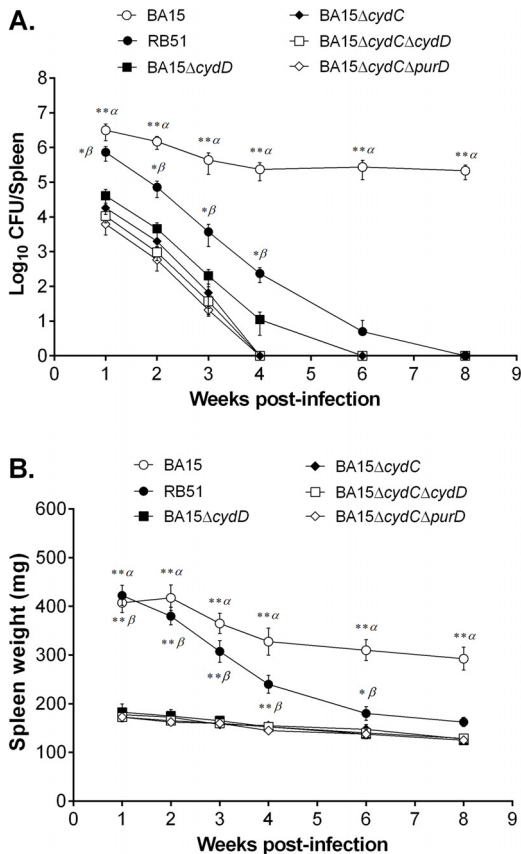 A.
BA15
RB51
BA15ΔcydD
BA15ΔcydC
BA15ΔcydCΔcydD
BA15ΔcydCΔpurD
Log10 CFU/Spleen
7
6
5
4
3
2
1
0
**α
**α
**α
**α
**α
**α
*β
*β
*β
*β
0 1 2 3 4 5 6 7 8 9
Weeks post-infection
B.
BA15
RB51
BA15ΔcydD
BA15ΔcydC
BA15ΔcydCΔcydD
BA15ΔcydCΔpurD
Spleen weight (mg)
600
500
400
300
200
100
0
**α
**α
**α
**α
**α
**α
**β
**β
**β
**β
*β
0 1 2 3 4 5 6 7 8 9
Weeks post-infection